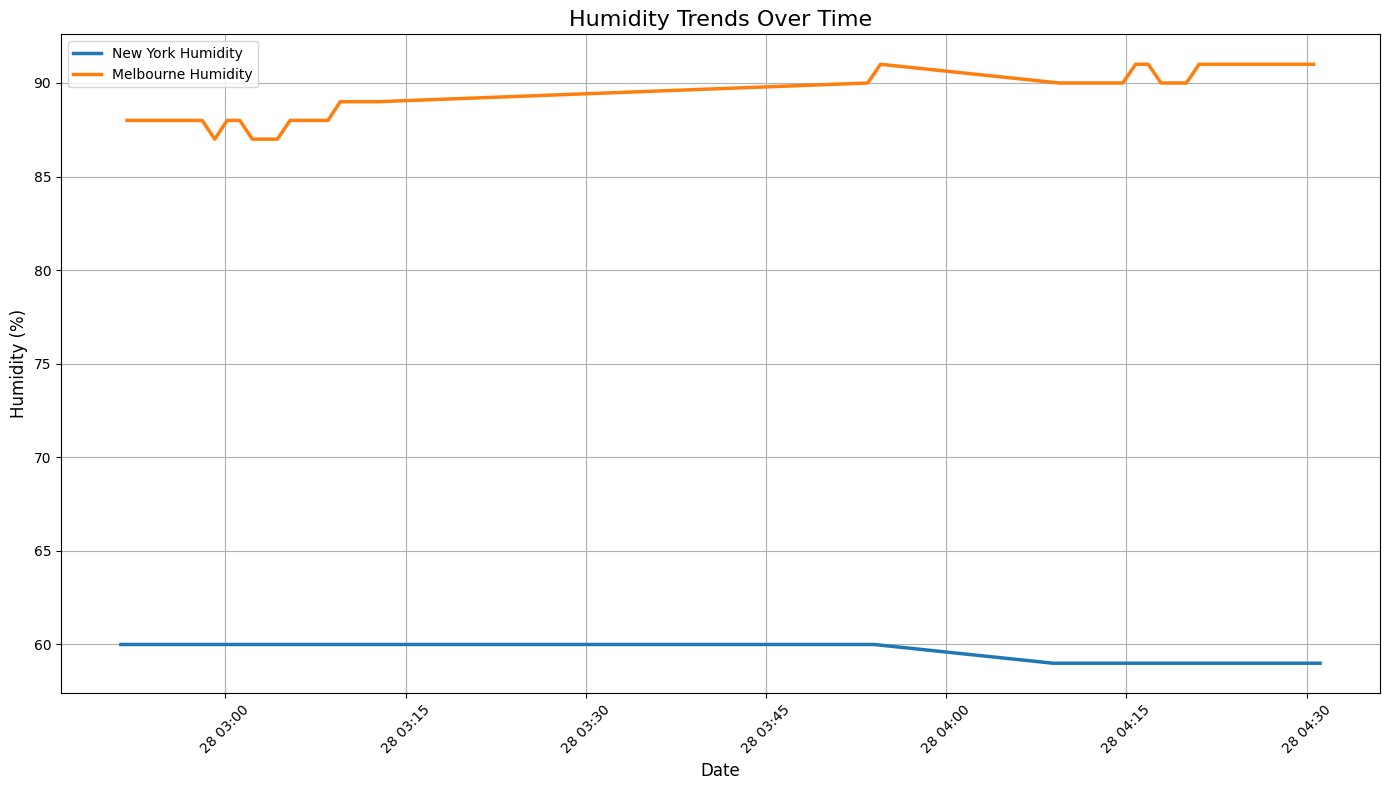 Humidity Trends Over Time
New York Humidity
Melbourne Humidity
Humidity (%)
90
85
80
75
70
65
60
28 03:00
28 03:15
28 03:30
28 03:45
28 04:00
28 04:15
28 04:30
Date